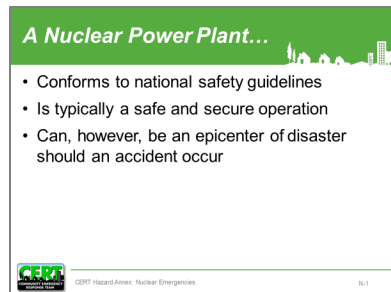 A Nuclear Power Plant…
• Conforms to national safety guidelines
• Is typically a safe and secure operation
• Can, however, be an epicenter of disaster
should an accident occur
CERT
COMMUNITY EMERGENCY
RESPONSE TEAM
CERT Hazard Annex: Nuclear Emergencies
N-1